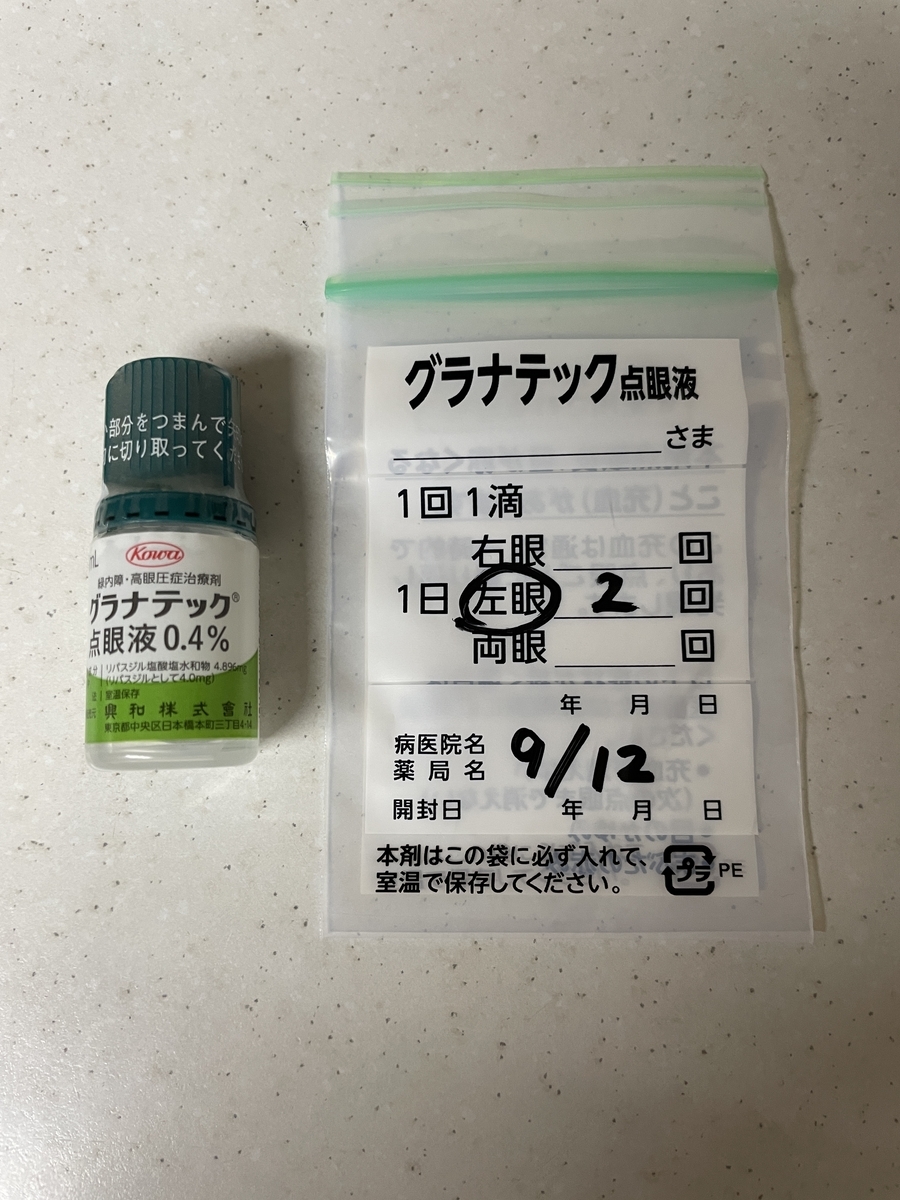 部分をつまんで
に切り取ってく
mL
Kowa
緑内障・高眼圧症治療剤
グラナテック®
点眼液 0.4%
リパスジル塩酸塩水和物 4.896mg
(リパスジルとして4.0mg)
室温保存
興和株式會社
東京都中央区日本橋本町三丁目4-14
グラナテック点眼液
さま
1回1滴
右眼 回
1日 左眼 2 回
両眼 回
年 月 日
病医院名
薬局名
9/12
開封日 年 月 日
本剤はこの袋に必ず入れて、
室温で保存してください。
プラ PE